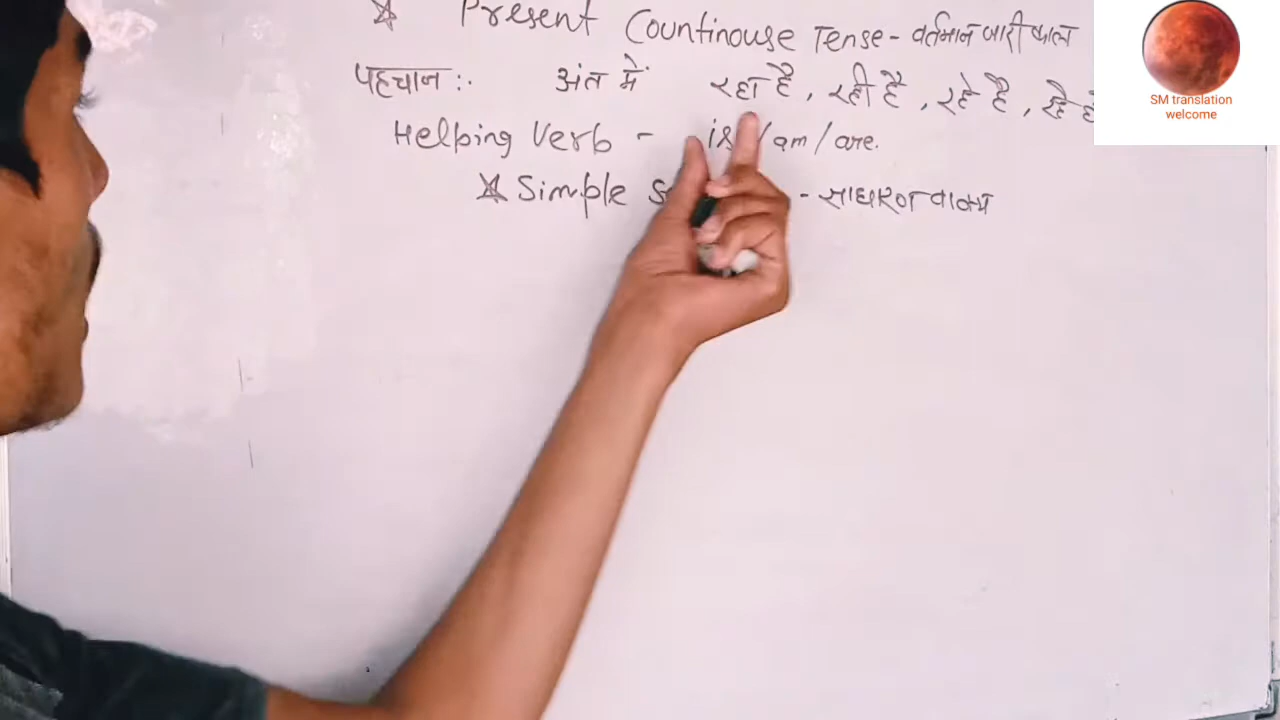 ☆ Present Countinouse Tense - वर्तमान जारी काल
पहचान :- अंत में रहा है, रही है, रहे है,
Helping Verb - is/am/are.
☆ Simple - साधारण वाक्य
SM translation
welcome